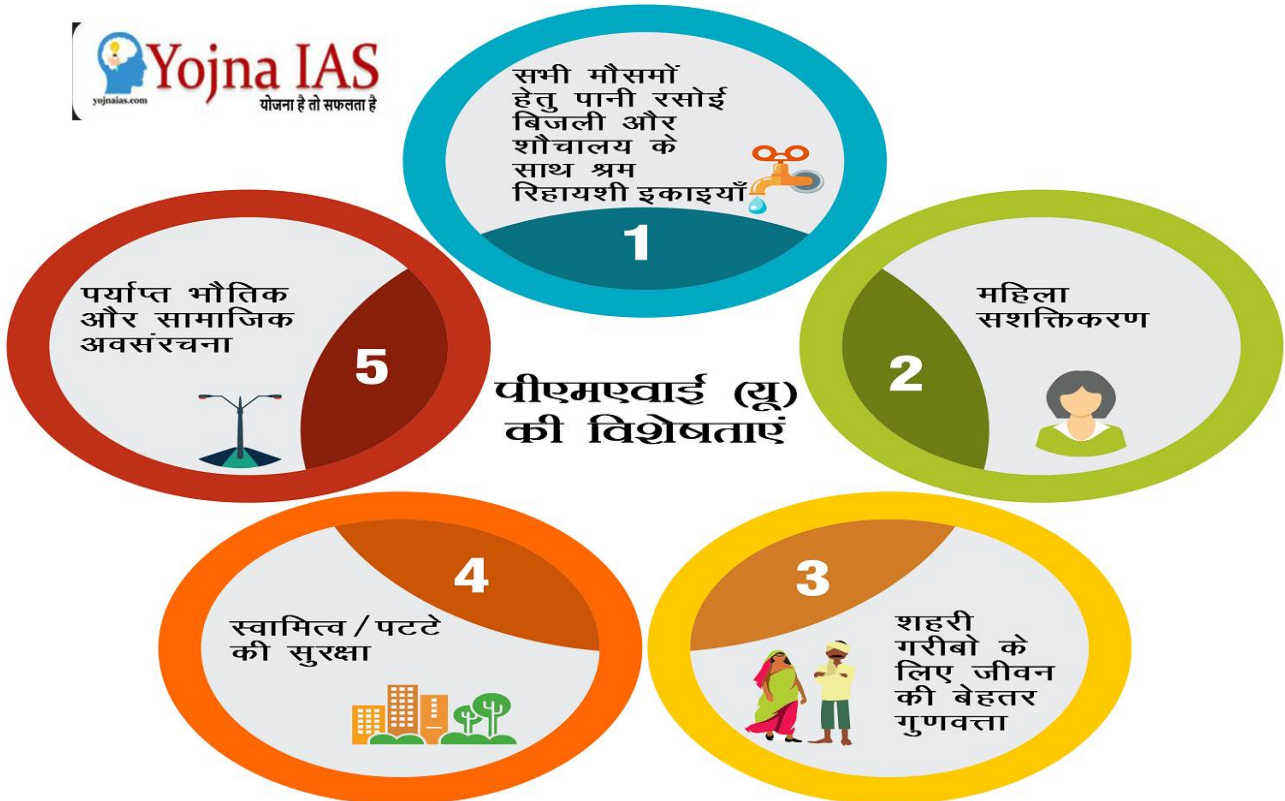 Yojna IAS
yojnaias.com
योजना है तो सफलता है
सभी मौसमों
हेतु पानी रसोई
बिजली और
शौचालय के
साथ श्रम
रिहायशी इकाइयाँ
1
महिला
सशक्तिकरण
2
शहरी
गरीबो के
लिए जीवन
की बेहतर
गुणवत्ता
3
स्वामित्व/पटटे
की सुरक्षा
4
पर्याप्त भौतिक
और सामाजिक
अवसंरचना
5
पीएमएवाई (यू)
की विशेषताएं